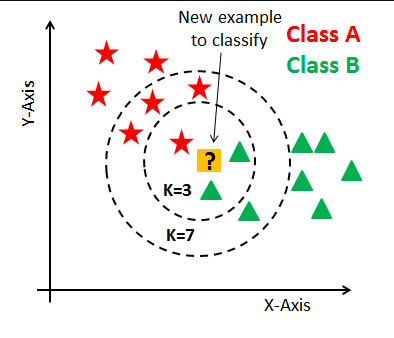 New example
to classify
Class A
Class B
Y-Axis
?
K=3
K=7
X-Axis